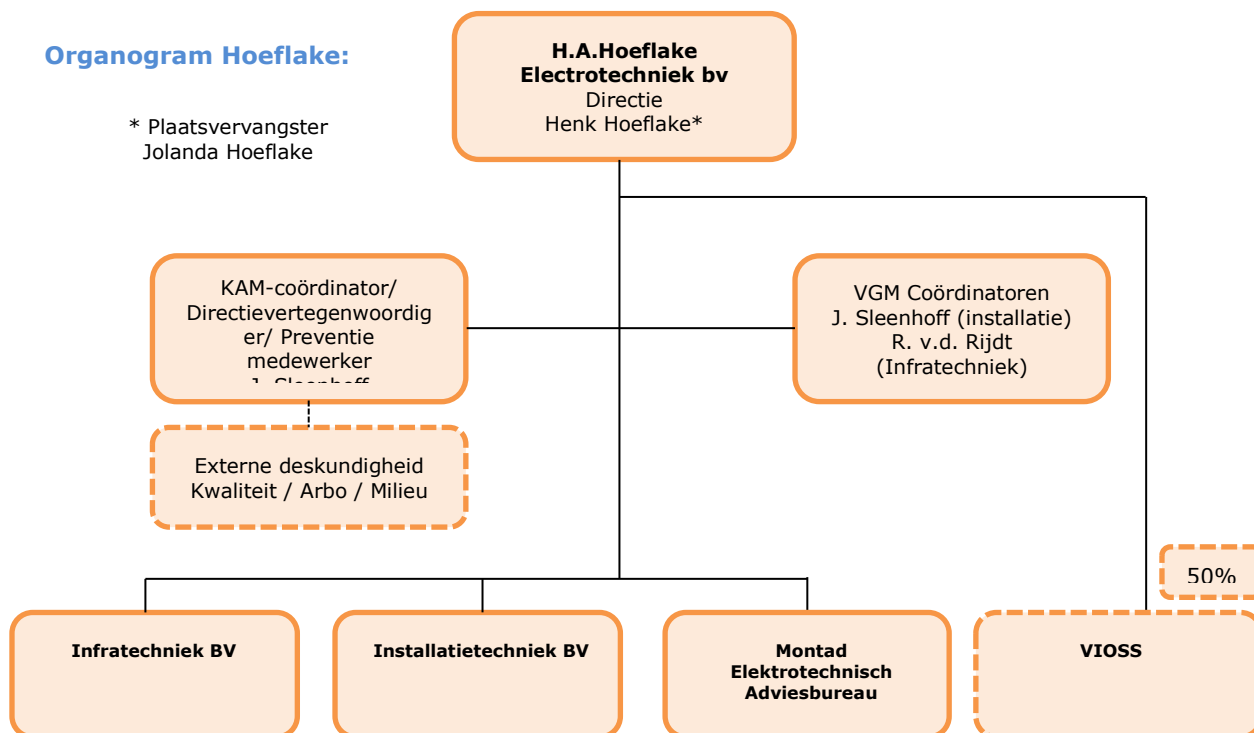 Organogram Hoeflake:
* Plaatsvervangster
Jolanda Hoeflake
H.A.Hoeflake
Electrotechniek bv
Directie
Henk Hoeflake*
KAM-coördinator/
Directievertegenwoordig
er/ Preventie
medewerker
J. Sleenhoff
VGM Coördinatoren
J. Sleenhoff (installatie)
R. v.d. Rijdt
(Infratechniek)
Externe deskundigheid
Kwaliteit / Arbo / Milieu
50%
Infratechniek BV
Installatietechniek BV
Montad
Elektrotechnisch
Adviesbureau
VIOSS